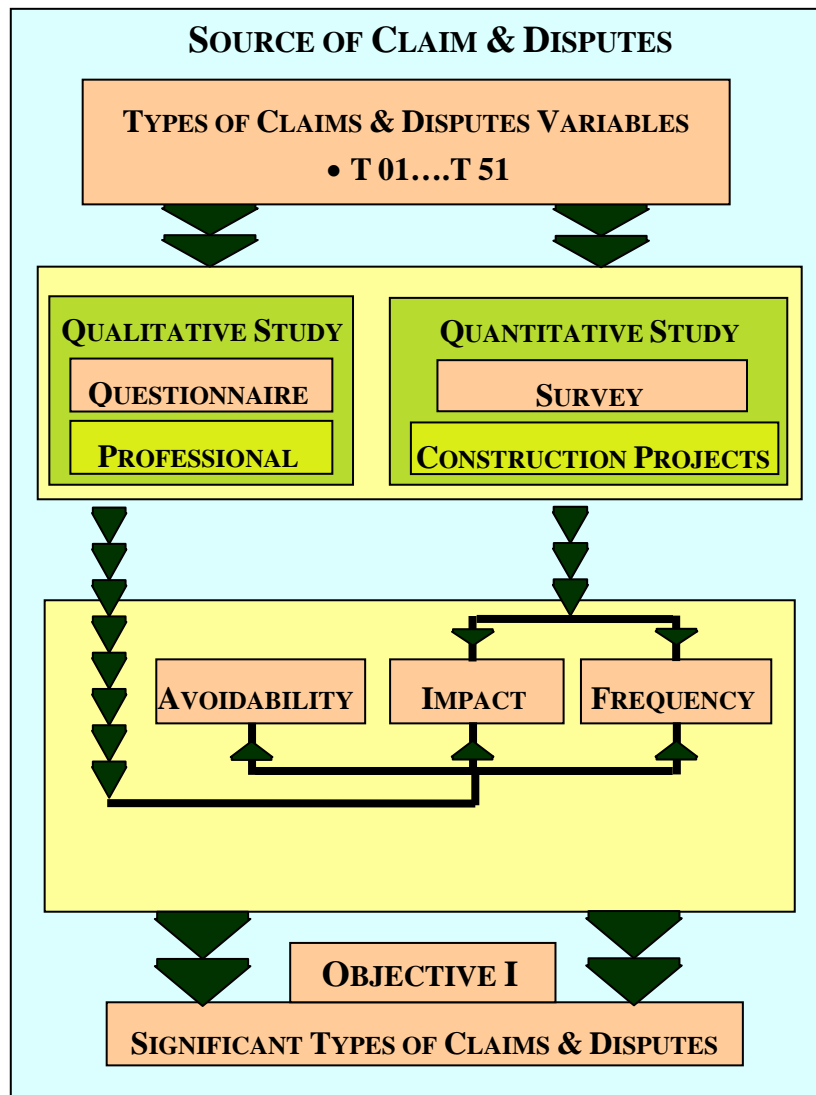 SOURCE OF CLAIM & DISPUTES
TYPES OF CLAIMS & DISPUTES VARIABLES
• T 01....T 51
QUALITATIVE STUDY
QUESTIONNAIRE
PROFESSIONAL
QUANTITATIVE STUDY
SURVEY
CONSTRUCTION PROJECTS
AVOIDABILITY
IMPACT
FREQUENCY
OBJECTIVE I
SIGNIFICANT TYPES OF CLAIMS & DISPUTES